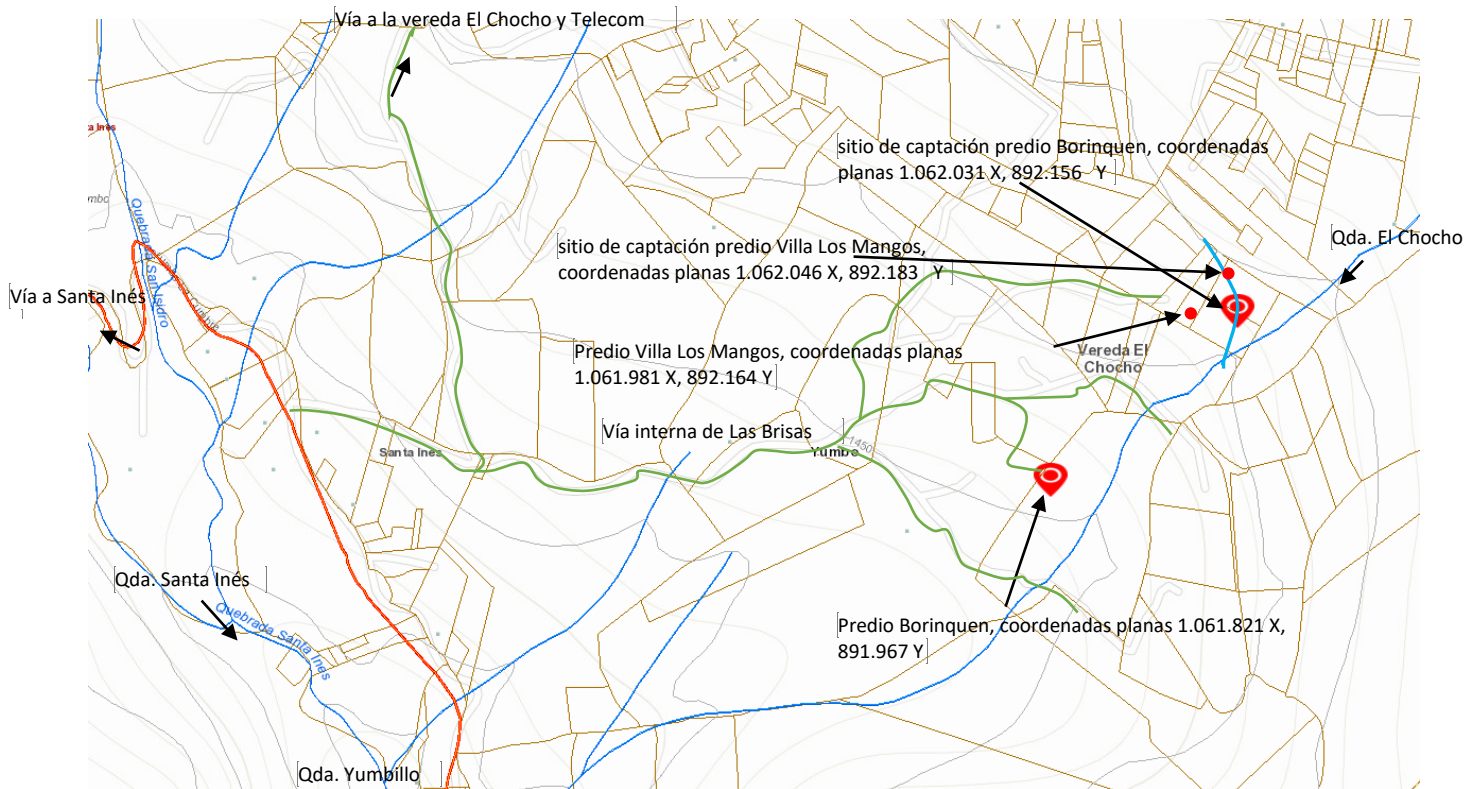 Vía a la vereda El Chocho y Telecom
ta Inés
sitio de captación predio Borinquen, coordenadas
planas 1.062.031 X, 892.156 Y
Quebrada San Isidro
Qda. El Chocho
sitio de captación predio Villa Los Mangos,
coordenadas planas 1.062.046 X, 892.183 Y
Vía a Santa Inés
Predio Villa Los Mangos, coordenadas planas
1.061.981 X, 892.164 Y
Vereda El
Chocho
Vía interna de Las Brisas
1450
Santa Inés
Yumbo
Qda. Santa Inés
Quebrada Santa Ines
Predio Borinquen, coordenadas planas 1.061.821 X,
891.967 Y
Qda. Yumbillo